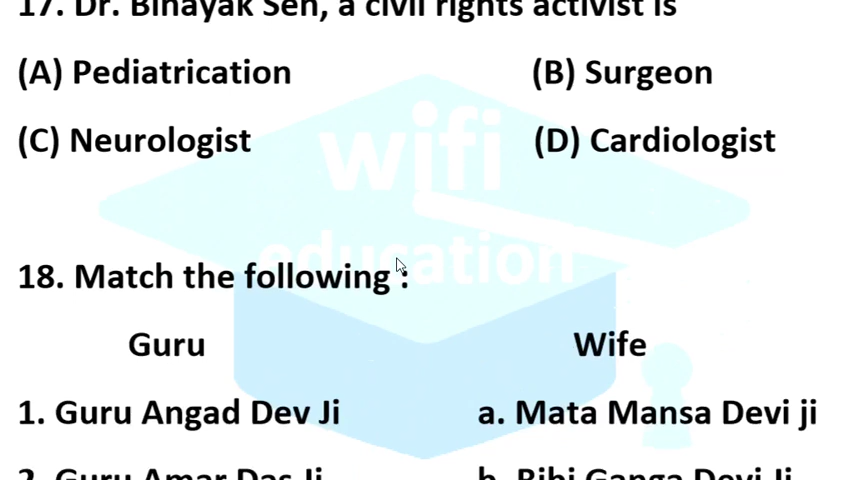 17. Dr. Binayak Sen, a civil rights activist is
(A) Pediatrication (B) Surgeon
(C) Neurologist (D) Cardiologist
wifi
education
18. Match the following :
Guru Wife
1. Guru Angad Dev Ji a. Mata Mansa Devi ji
2. Guru Amar Das Ji b. Bibi Ganga Devi Ji